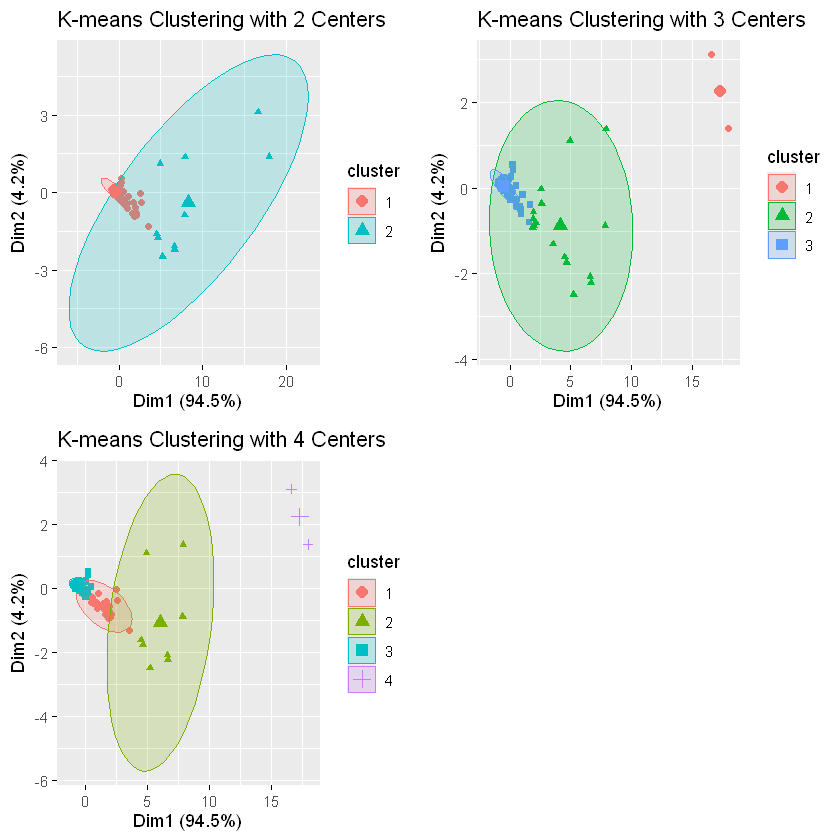 K-means Clustering with 2 Centers
3
0
-3
-6
Dim2 (4.2%)
0
10
20
Dim1 (94.5%)
cluster
1
2
K-means Clustering with 3 Centers
2
0
-2
-4
Dim2 (4.2%)
0
5
10
15
Dim1 (94.5%)
cluster
1
2
3
K-means Clustering with 4 Centers
4
2
0
-2
-4
-6
Dim2 (4.2%)
0
5
10
15
Dim1 (94.5%)
cluster
1
2
3
4